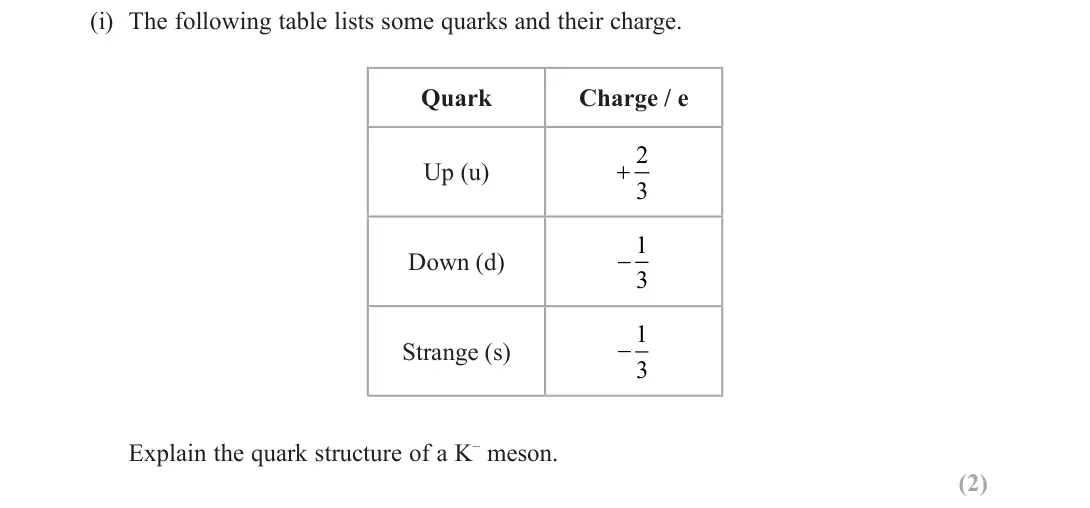 (i) The following table lists some quarks and their charge.
Quark Charge / e
Up (u) +2/3
Down (d) −1/3
Strange (s) −1/3
Explain the quark structure of a K⁻ meson.
(2)